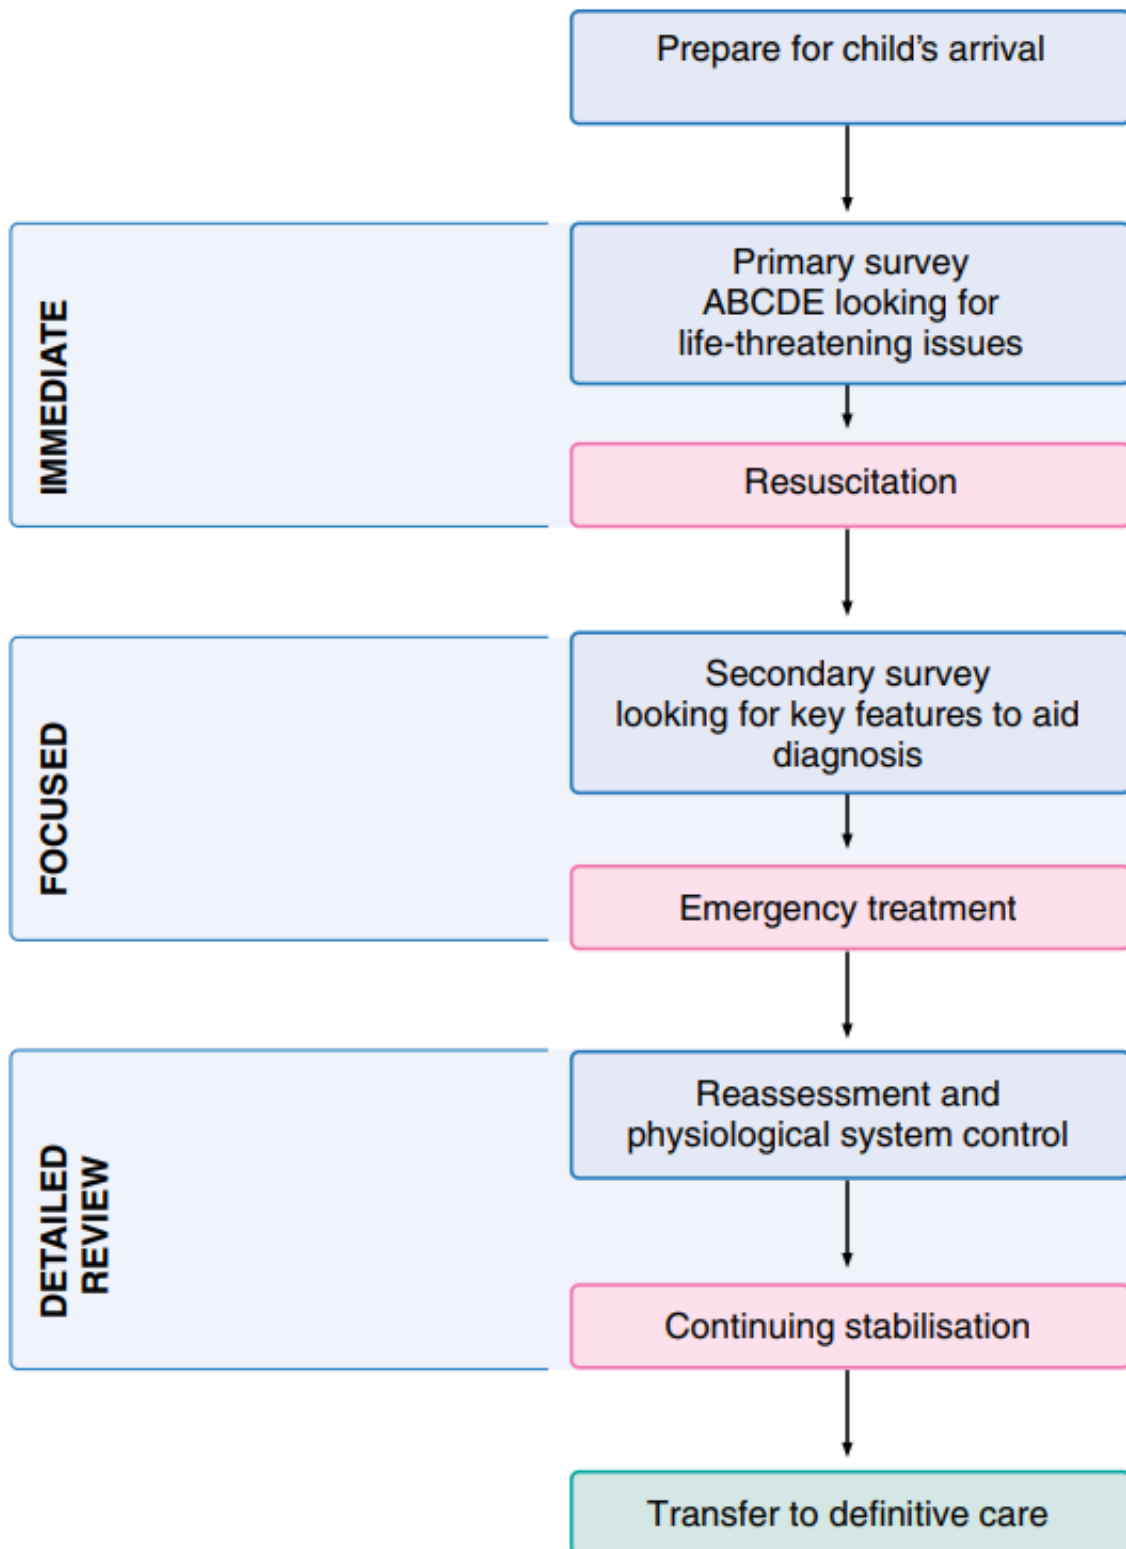 Prepare for child's arrival
IMMEDIATE
Primary survey
ABCDE looking for
life-threatening issues
Resuscitation
FOCUSED
Secondary survey
looking for key features to aid
diagnosis
Emergency treatment
DETAILED
REVIEW
Reassessment and
physiological system control
Continuing stabilisation
Transfer to definitive care